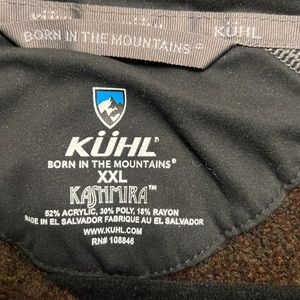 KÜHL
BORN IN THE MOUNTAINS
KÜHL
BORN IN THE MOUNTAINS®
XXL
KASHMIRA™
52% ACRYLIC, 30% POLY, 18% RAYON
MADE IN EL SALVADOR FABRIQUE AU EL SALVADOR
WWW.KUHL.COM
RN# 108846